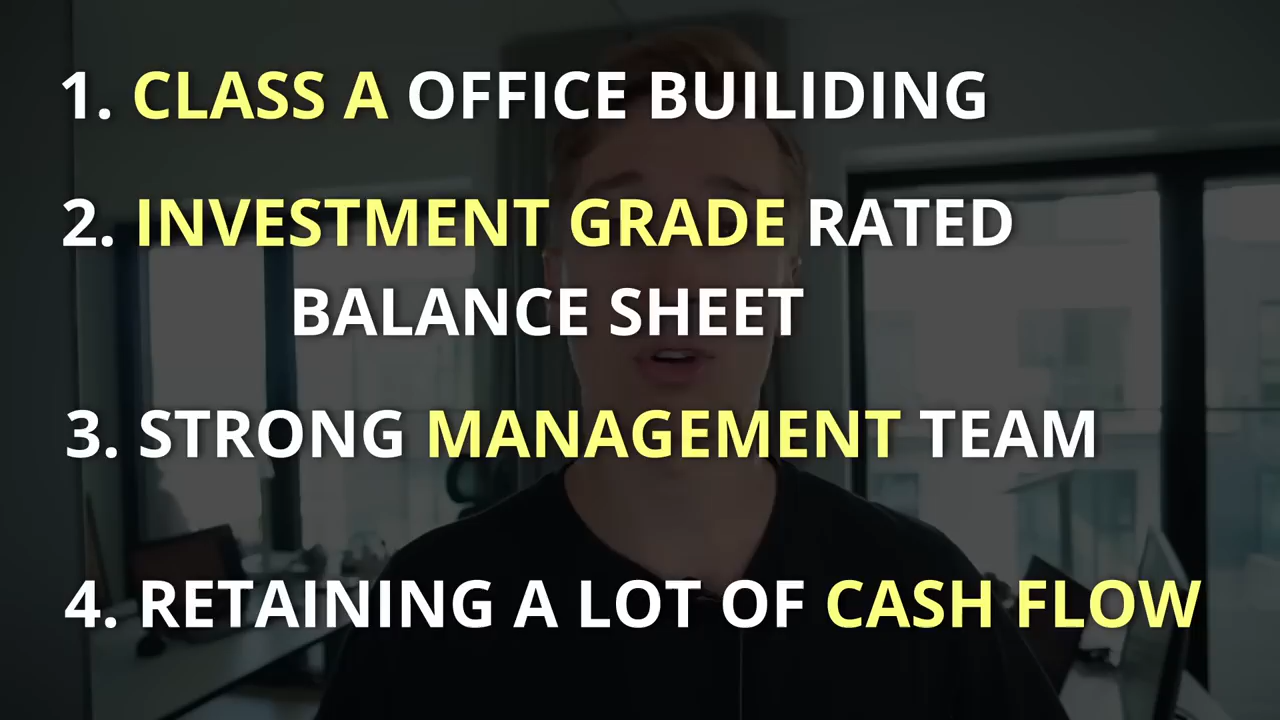 1. CLASS A OFFICE BUILIDING
2. INVESTMENT GRADE RATED
BALANCE SHEET
3. STRONG MANAGEMENT TEAM
4. RETAINING A LOT OF CASH FLOW